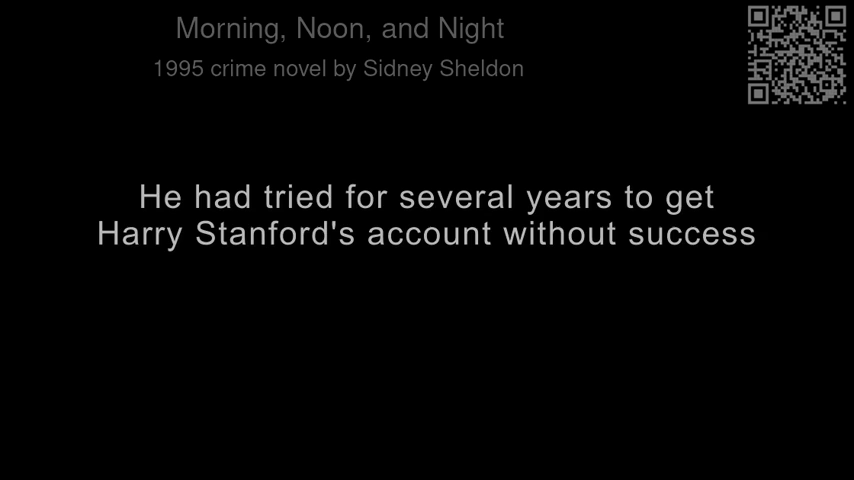 Morning, Noon, and Night
1995 crime novel by Sidney Sheldon
He had tried for several years to get
Harry Stanford's account without success